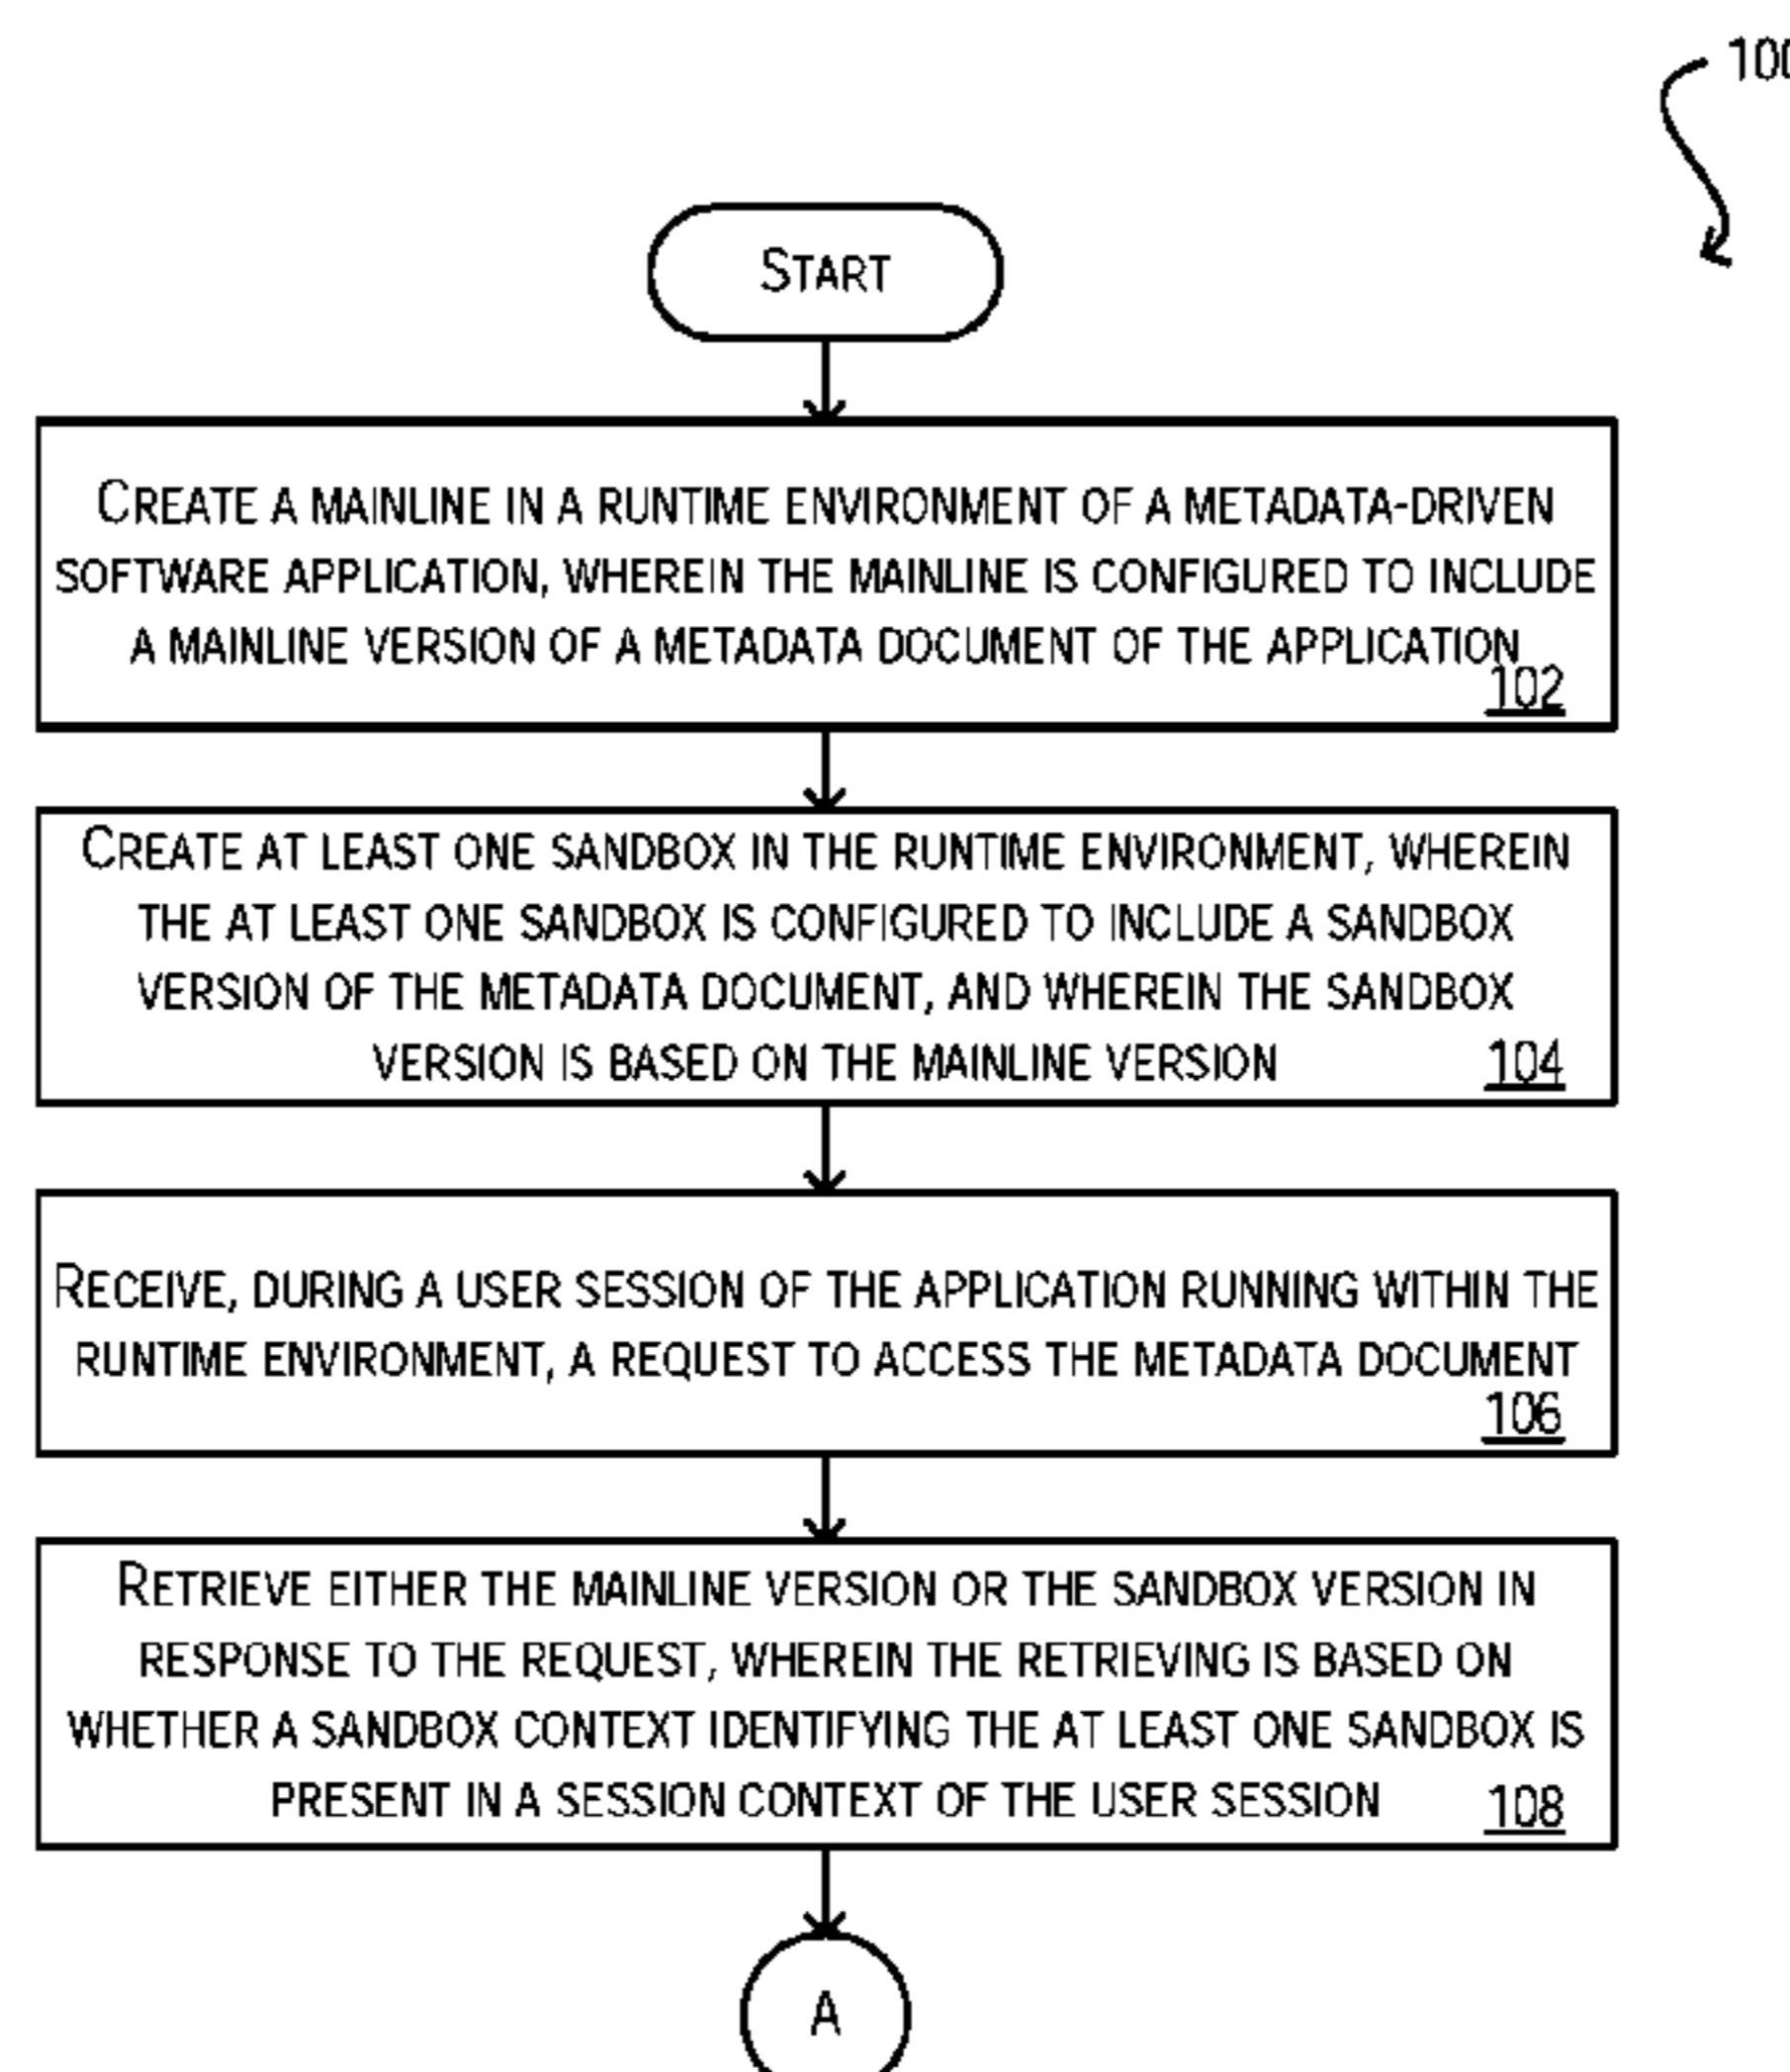 100
START
CREATE A MAINLINE IN A RUNTIME ENVIRONMENT OF A METADATA-DRIVEN
SOFTWARE APPLICATION, WHEREIN THE MAINLINE IS CONFIGURED TO INCLUDE
A MAINLINE VERSION OF A METADATA DOCUMENT OF THE APPLICATION
102
CREATE AT LEAST ONE SANDBOX IN THE RUNTIME ENVIRONMENT, WHEREIN
THE AT LEAST ONE SANDBOX IS CONFIGURED TO INCLUDE A SANDBOX
VERSION OF THE METADATA DOCUMENT, AND WHEREIN THE SANDBOX
VERSION IS BASED ON THE MAINLINE VERSION
104
RECEIVE, DURING A USER SESSION OF THE APPLICATION RUNNING WITHIN THE
RUNTIME ENVIRONMENT, A REQUEST TO ACCESS THE METADATA DOCUMENT
106
RETRIEVE EITHER THE MAINLINE VERSION OR THE SANDBOX VERSION IN
RESPONSE TO THE REQUEST, WHEREIN THE RETRIEVING IS BASED ON
WHETHER A SANDBOX CONTEXT IDENTIFYING THE AT LEAST ONE SANDBOX IS
PRESENT IN A SESSION CONTEXT OF THE USER SESSION
108
A